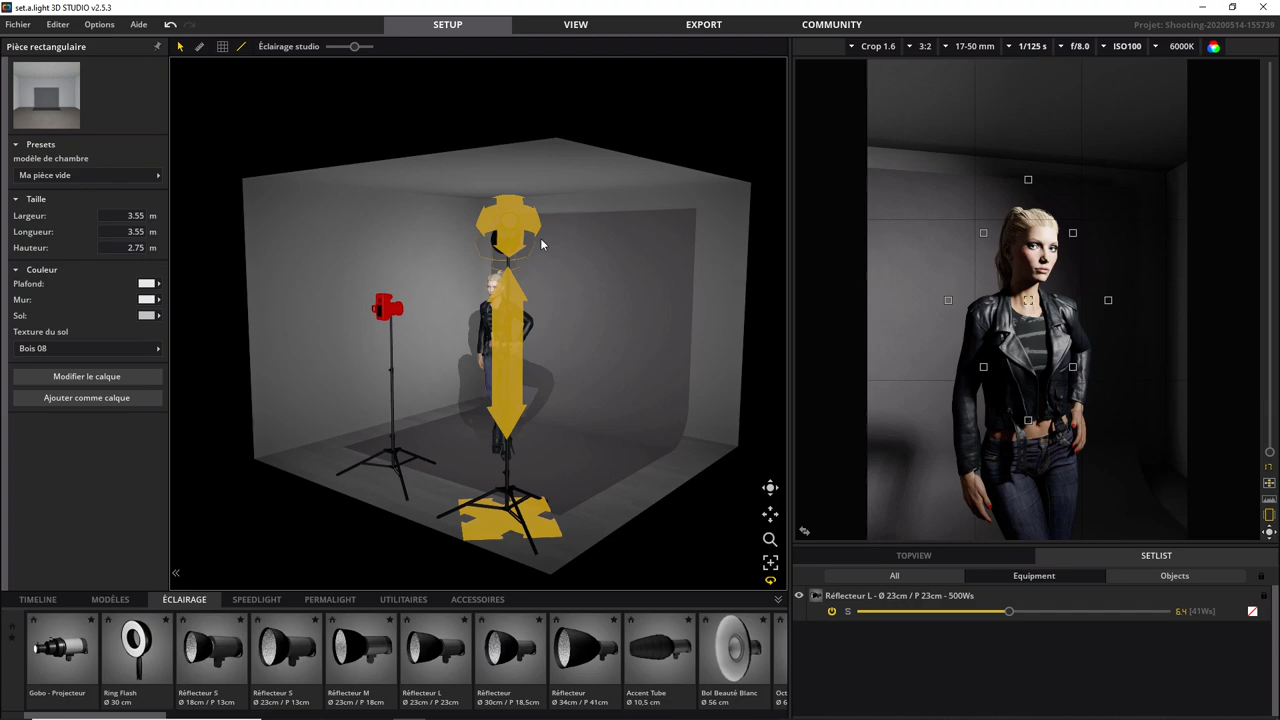 set.a.light 3D STUDIO v2.5.3
Fichier Editer Options Aide SETUP VIEW EXPORT COMMUNITY Projet: Shooting-20200514-155739
Pièce rectangulaire Éclairage studio Crop 1.6 3:2 17-50 mm 1/125 s f/8.0 ISO100 6000K
Presets
modèle de chambre
Ma pièce vide
Taille
Largeur: 3.55 m
Longueur: 3.55 m
Hauteur: 2.75 m
Couleur
Plafond:
Mur:
Sol:
Texture du sol
Bois 08
Modifier le calque
Ajouter comme calque
17
TOPVIEW SETLIST
All Equipment Objects
Réflecteur L - Ø 23cm / P 23cm - 500Ws
6.4 [41Ws]
TIMELINE MODÈLES ÉCLAIRAGE SPEEDLIGHT PERMALIGHT UTILITAIRES ACCESSOIRES
Gobo - Projecteur Ring Flash Réflecteur S Réflecteur S Réflecteur M Réflecteur L Réflecteur Réflecteur Accent Tube Bol Beauté Blanc Oct
Ø 30 cm Ø 18cm / P 13cm Ø 23cm / P 13cm Ø 23cm / P 18cm Ø 23cm / P 23cm Ø 30cm / P 18,5cm Ø 34cm / P 41cm Ø 10,5 cm Ø 56 cm